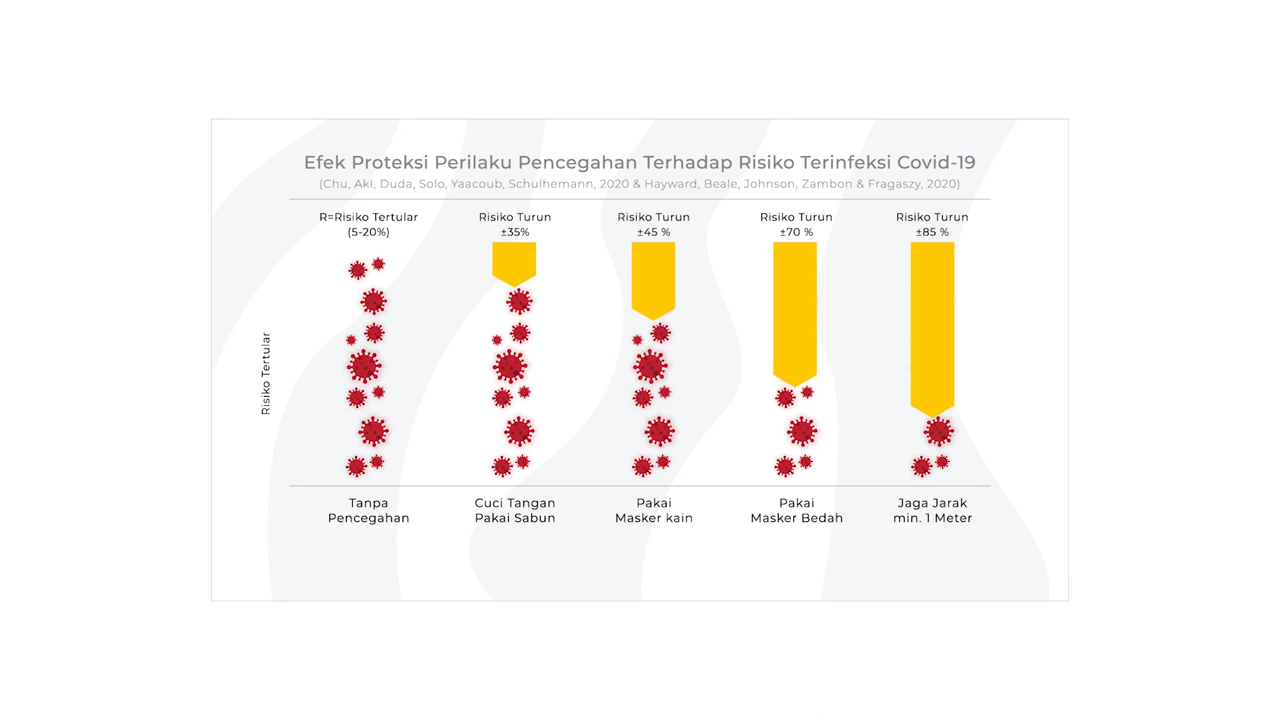 Efek Proteksi Perilaku Pencegahan Terhadap Risiko Terinfeksi Covid-19
(Chu, Akl, Duda, Solo, Yaacoub, Schulhemann, 2020 & Hayward, Beale, Johnson, Zambon & Fragaszy, 2020)
R=Risiko Tertular
(5-20%)
Risiko Turun
±35%
Risiko Turun
±45 %
Risiko Turun
±70 %
Risiko Turun
±85 %
Risiko Tertular
Tanpa
Pencegahan
Cuci Tangan
Pakai Sabun
Pakai
Masker kain
Pakai
Masker Bedah
Jaga Jarak
min. 1 Meter